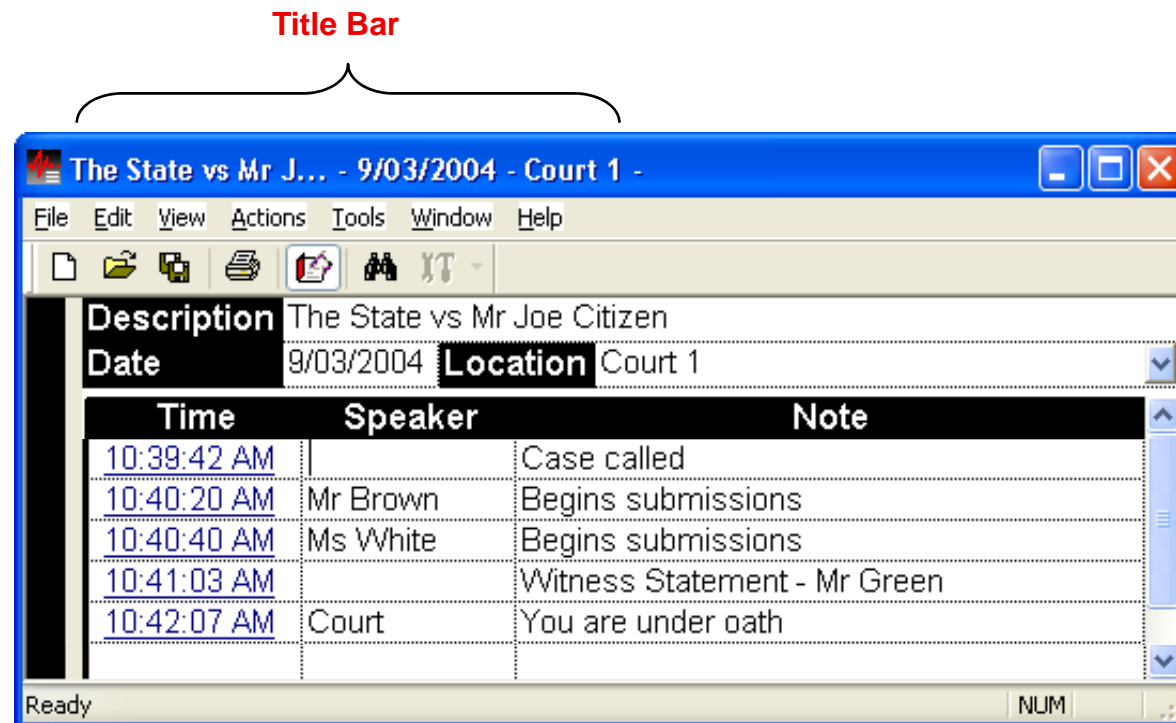 Title Bar
The State vs Mr J... - 9/03/2004 - Court 1 -
File Edit View Actions Tools Window Help
Description The State vs Mr Joe Citizen
Date 9/03/2004 Location Court 1
Time Speaker Note
10:39:42 AM Case called
10:40:20 AM Mr Brown Begins submissions
10:40:40 AM Ms White Begins submissions
10:41:03 AM Witness Statement - Mr Green
10:42:07 AM Court You are under oath
Ready NUM